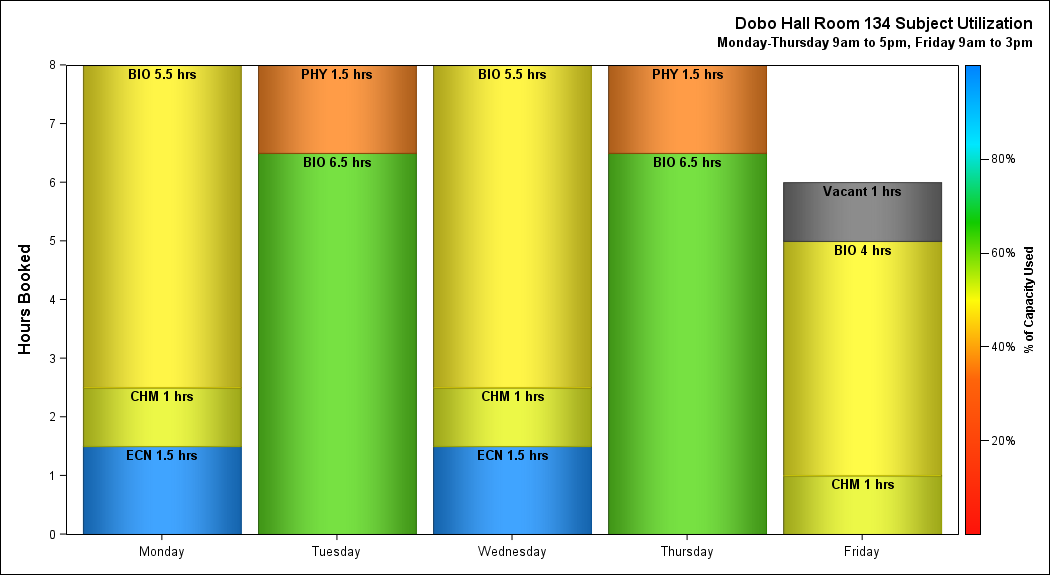 Dobo Hall Room 134 Subject Utilization
Monday-Thursday 9am to 5pm, Friday 9am to 3pm
Hours Booked
8
7
6
5
4
3
2
1
0
BIO 5.5 hrs
CHM 1 hrs
ECN 1.5 hrs
PHY 1.5 hrs
BIO 6.5 hrs
BIO 5.5 hrs
CHM 1 hrs
ECN 1.5 hrs
PHY 1.5 hrs
BIO 6.5 hrs
Vacant 1 hrs
BIO 4 hrs
CHM 1 hrs
Monday
Tuesday
Wednesday
Thursday
Friday
80%
60%
40%
20%
% of Capacity Used